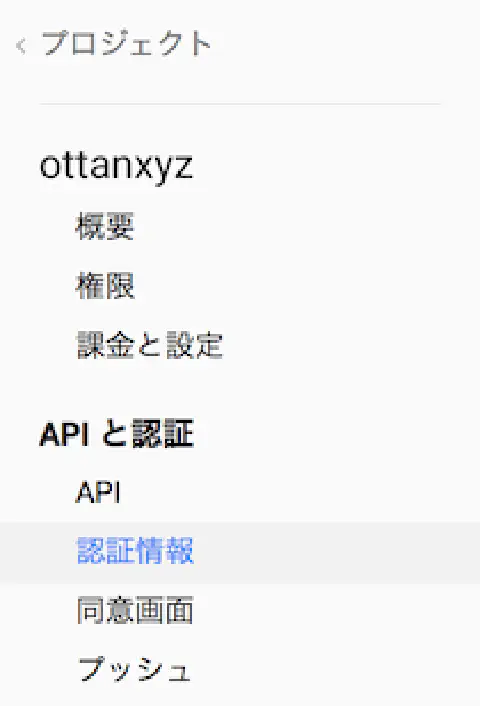 プロジェクト
ottanxyz
概要
権限
課金と設定
API と認証
API
認証情報
同意画面
プッシュ